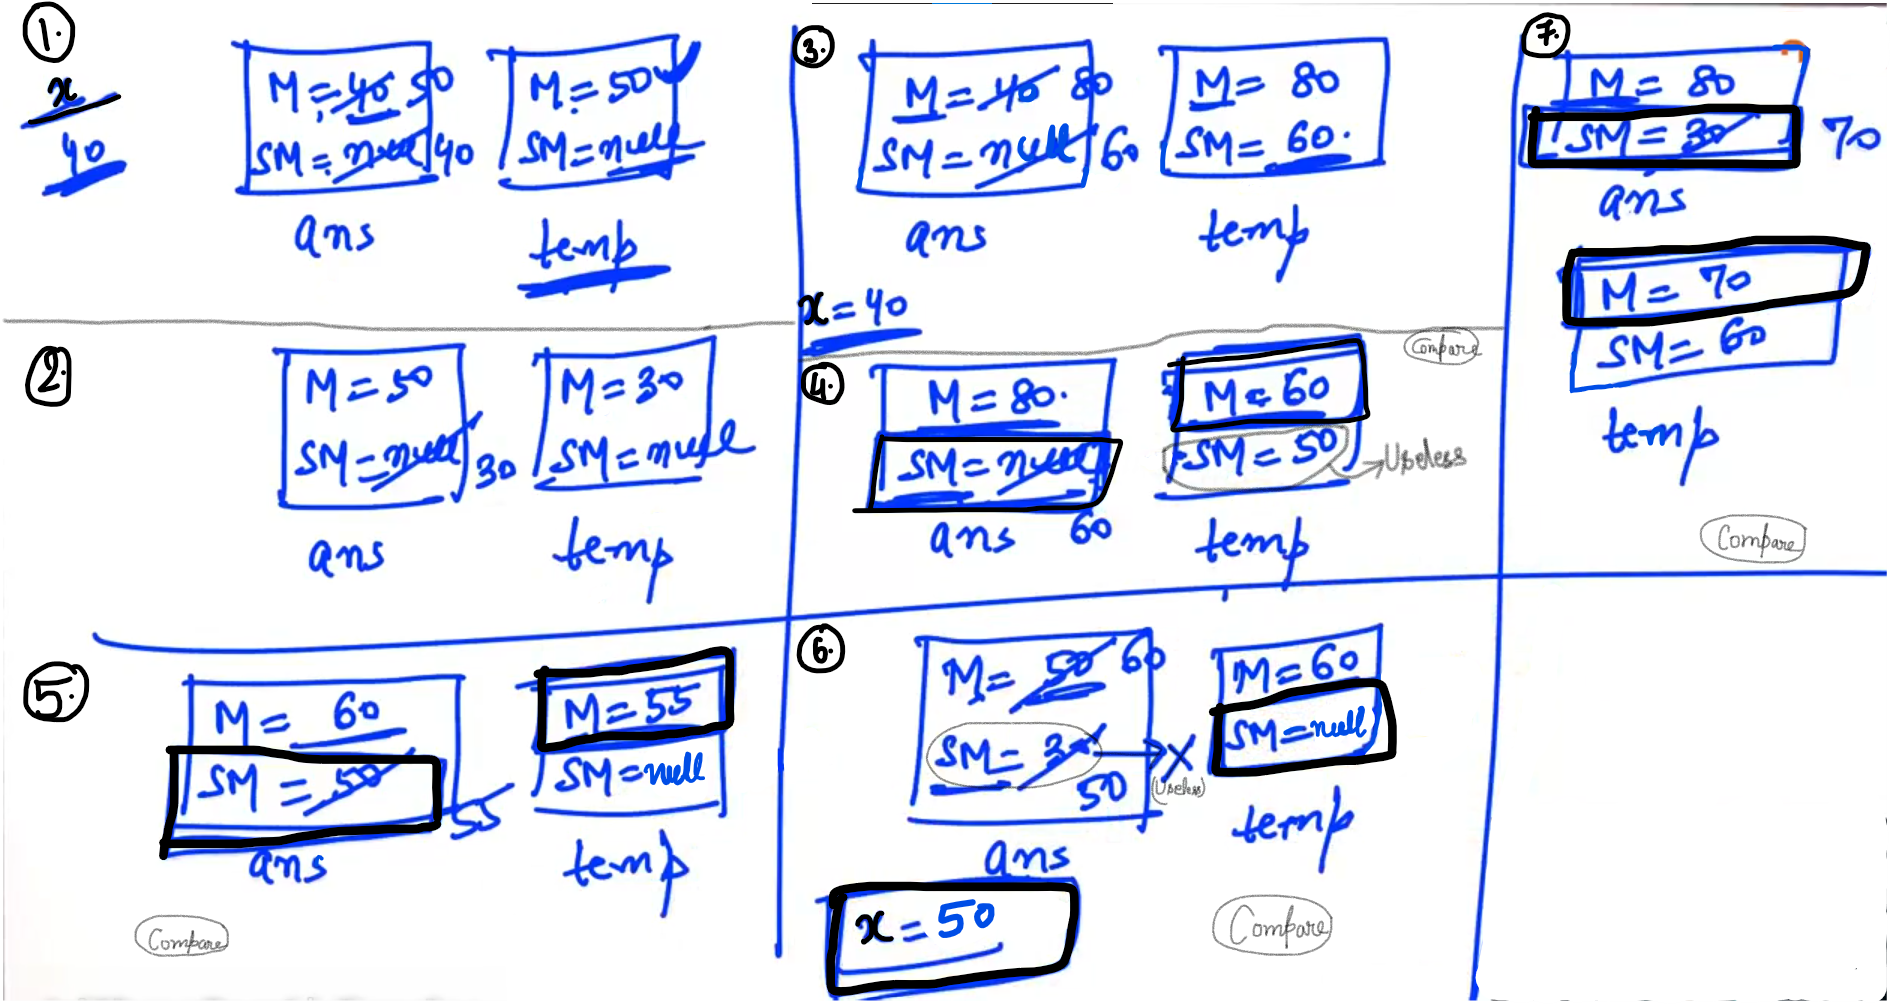 1.
x
40
M = 40 50
SM = null 40
ans
M = 50
SM = null
temp
2.
M = 50
SM = null 30
ans
M = 30
SM = null
temp
3.
M = 40 80
SM = null 60
ans
M = 80
SM = 60.
temp
x = 40
4.
M = 80.
SM = null
ans 60
Compare
M = 60
SM = 50 → Useless
temp
5.
M = 60
SM = 50
55
ans
M = 55
SM = null
temp
Compare
6.
M = 50 60
SM = 30 → X
50 (Useless)
ans
x = 50
M = 60
SM = null
temp
Compare
7.
M = 80
SM = 30 70
ans
M = 70
SM = 60
temp
Compare